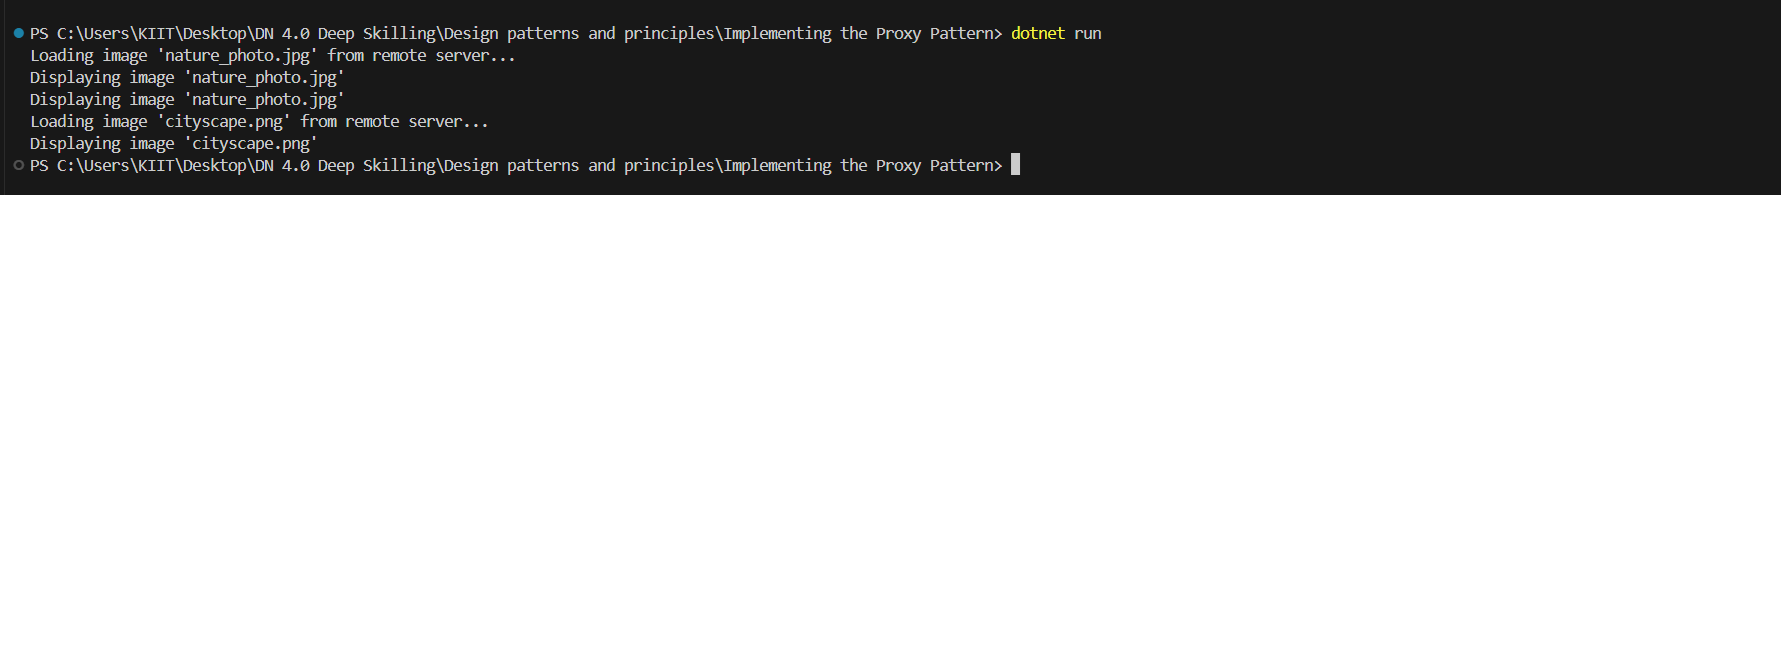 PS C:\Users\KIIT\Desktop\DN 4.0 Deep Skilling\Design patterns and principles\Implementing the Proxy Pattern> dotnet run
Loading image 'nature_photo.jpg' from remote server...
Displaying image 'nature_photo.jpg'
Displaying image 'nature_photo.jpg'
Loading image 'cityscape.png' from remote server...
Displaying image 'cityscape.png'
PS C:\Users\KIIT\Desktop\DN 4.0 Deep Skilling\Design patterns and principles\Implementing the Proxy Pattern>